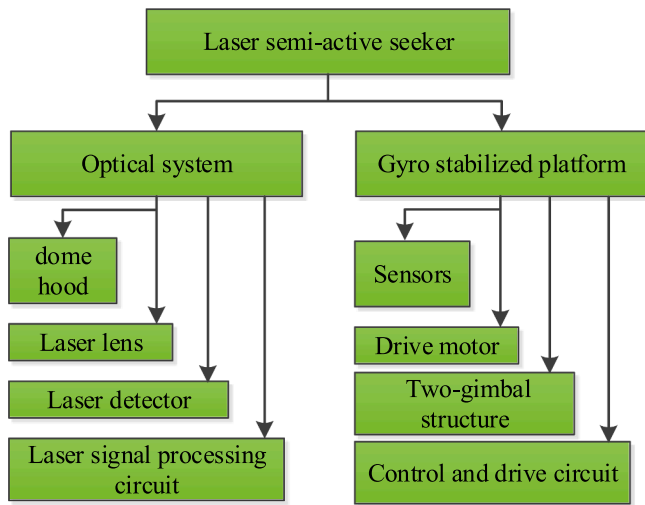 Laser semi-active seeker
Optical system
Gyro stabilized platform
dome
hood
Laser lens
Laser detector
Laser signal processing
circuit
Sensors
Drive motor
Two-gimbal
structure
Control and drive circuit